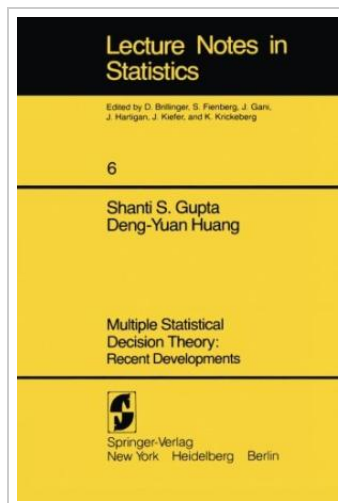 Lecture Notes in
Statistics
Edited by D. Brillinger, S. Fienberg, J. Gani,
J. Hartigan, J. Kiefer, and K. Krickeberg
6
Shanti S. Gupta
Deng-Yuan Huang
Multiple Statistical
Decision Theory:
Recent Developments
Springer-Verlag
New York Heidelberg Berlin